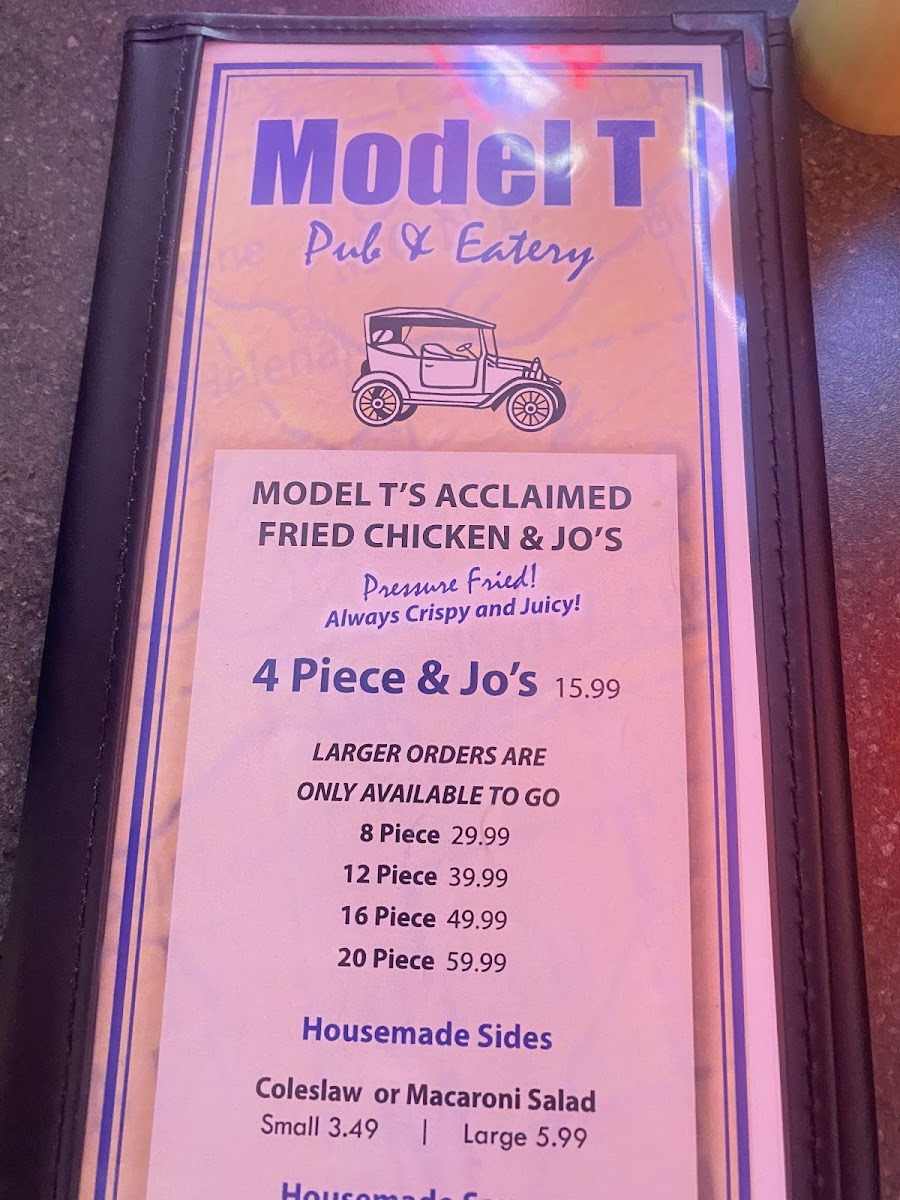 Model T
Pub & Eatery
MODEL T'S ACCLAIMED
FRIED CHICKEN & JO'S
Pressure Fried!
Always Crispy and Juicy!
4 Piece & Jo's 15.99
LARGER ORDERS ARE
ONLY AVAILABLE TO GO
8 Piece 29.99
12 Piece 39.99
16 Piece 49.99
20 Piece 59.99
Housemade Sides
Coleslaw or Macaroni Salad
Small 3.49 | Large 5.99
Housemade